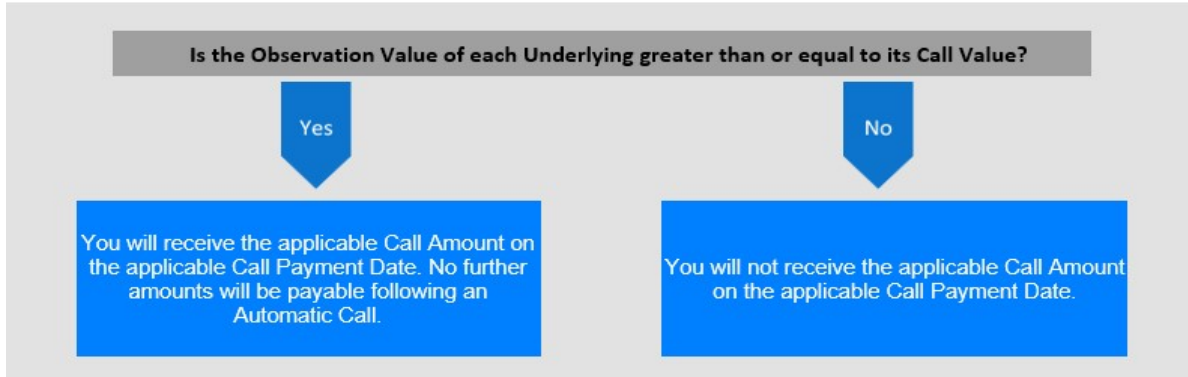 Is the Observation Value of each Underlying greater than or equal to its Call Value?
Yes
No
You will receive the applicable Call Amount on
the applicable Call Payment Date. No further
amounts will be payable following an
Automatic Call.
You will not receive the applicable Call Amount
on the applicable Call Payment Date.